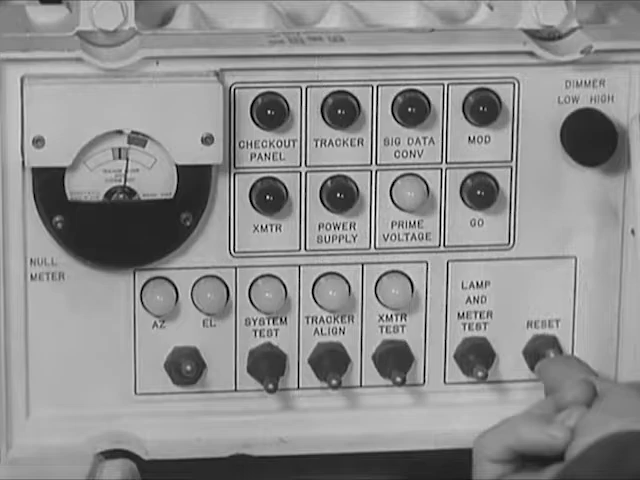 DIMMER
LOW HIGH
CHECKOUT
PANEL
TRACKER
SIG DATA
CONV
MOD
XMTR
POWER
SUPPLY
PRIME
VOLTAGE
GO
NULL
METER
AZ
EL
SYSTEM
TEST
TRACKER
ALIGN
XMTR
TEST
LAMP
AND
METER
TEST
RESET